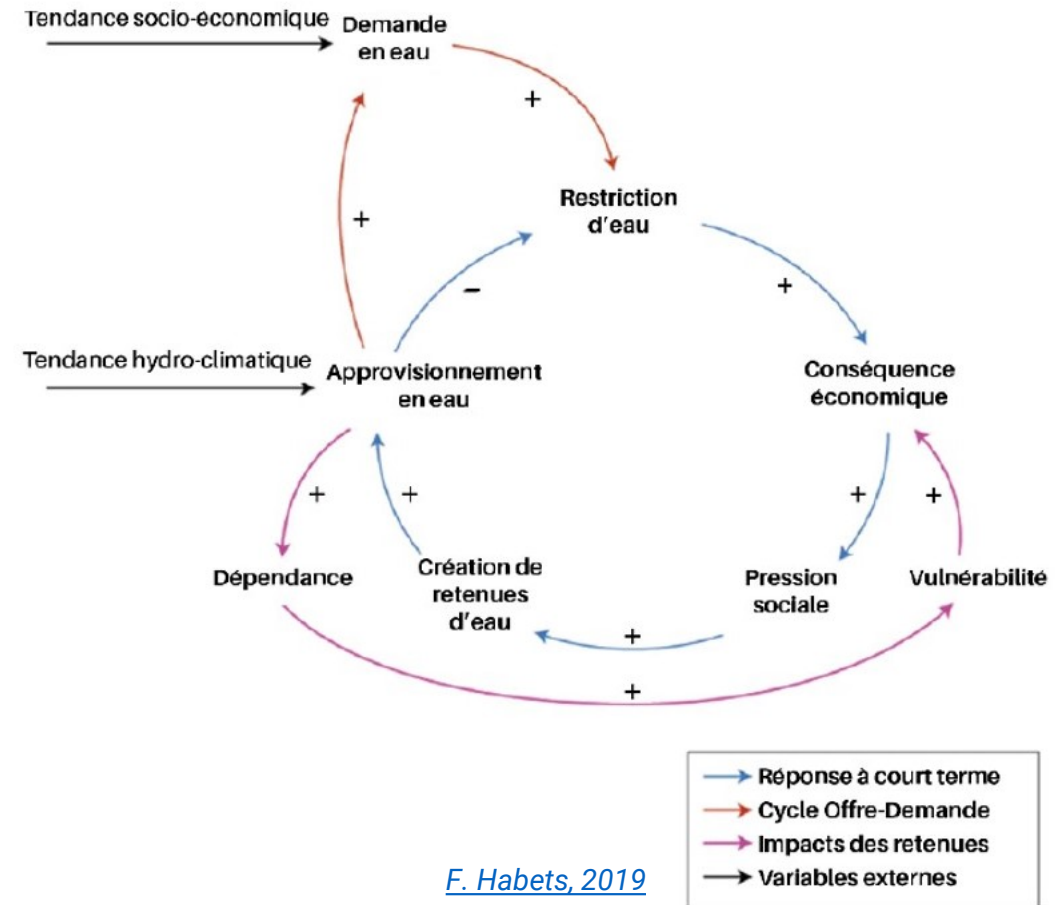 Tendance socio-économique
Demande
en eau
+
Restriction
d'eau
+
–
+
Tendance hydro-climatique
Approvisionnement
en eau
Conséquence
économique
+
+
+
+
Dépendance
Création de
retenues
d'eau
Pression
sociale
Vulnérabilité
+
+
Réponse à court terme
Cycle Offre-Demande
Impacts des retenues
Variables externes
F. Habets, 2019